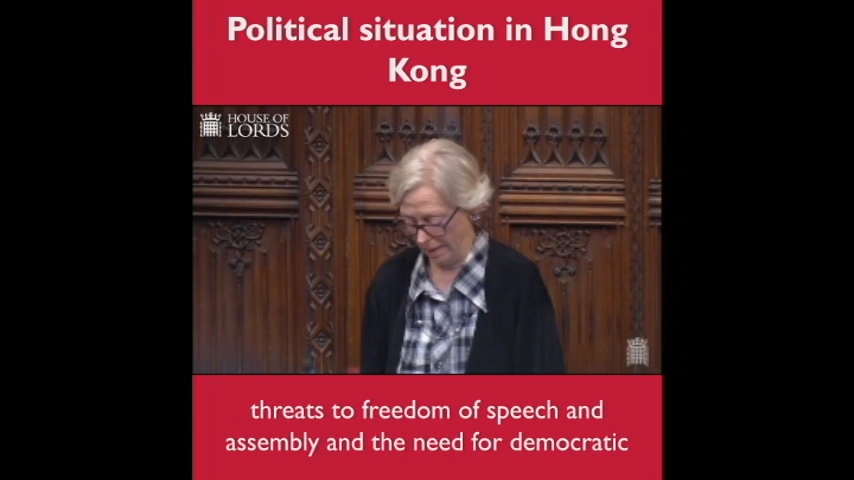 Political situation in Hong
Kong
HOUSE OF
LORDS
threats to freedom of speech and
assembly and the need for democratic